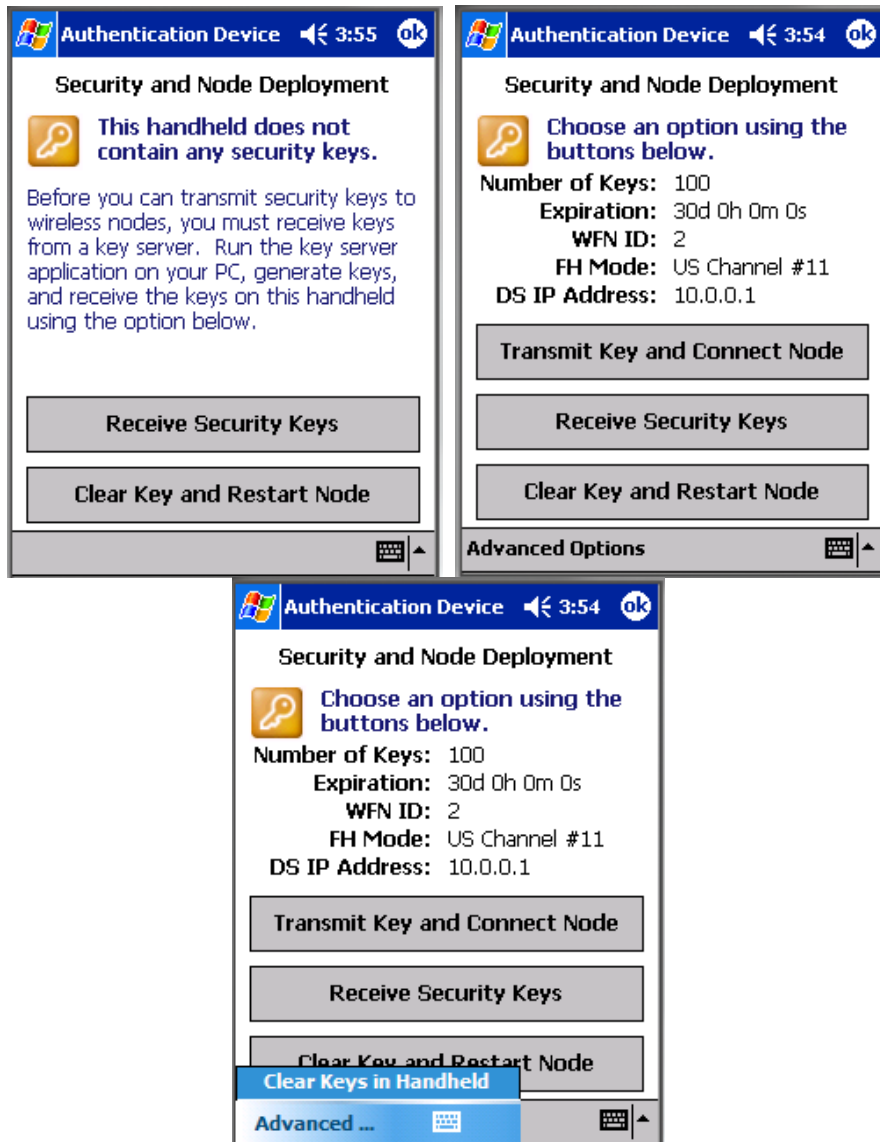 Authentication Device 3:55 ok
Security and Node Deployment
This handheld does not
contain any security keys.
Before you can transmit security keys to
wireless nodes, you must receive keys
from a key server. Run the key server
application on your PC, generate keys,
and receive the keys on this handheld
using the option below.
Receive Security Keys
Clear Key and Restart Node
Authentication Device 3:54 ok
Security and Node Deployment
Choose an option using the
buttons below.
Number of Keys: 100
Expiration: 30d 0h 0m 0s
WFN ID: 2
FH Mode: US Channel #11
DS IP Address: 10.0.0.1
Transmit Key and Connect Node
Receive Security Keys
Clear Key and Restart Node
Advanced Options
Authentication Device 3:54 ok
Security and Node Deployment
Choose an option using the
buttons below.
Number of Keys: 100
Expiration: 30d 0h 0m 0s
WFN ID: 2
FH Mode: US Channel #11
DS IP Address: 10.0.0.1
Transmit Key and Connect Node
Receive Security Keys
Clear Key and Restart Node
Clear Keys in Handheld
Advanced ...